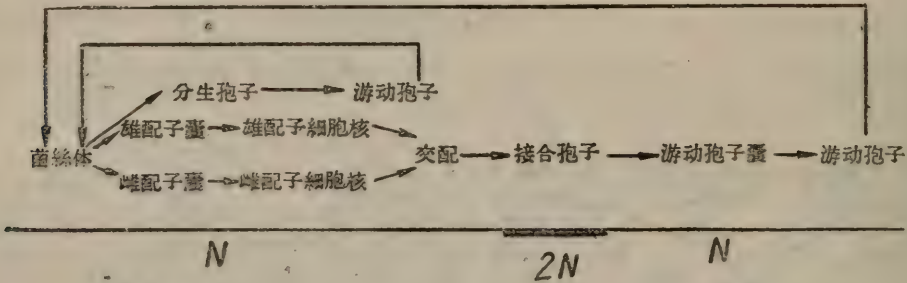 分生孢子 游动孢子
雄配子囊 雄配子細胞核
菌絲体 交配 接合孢子 游动孢子囊 游动孢子
雌配子囊 雌配子細胞核
N 2N N